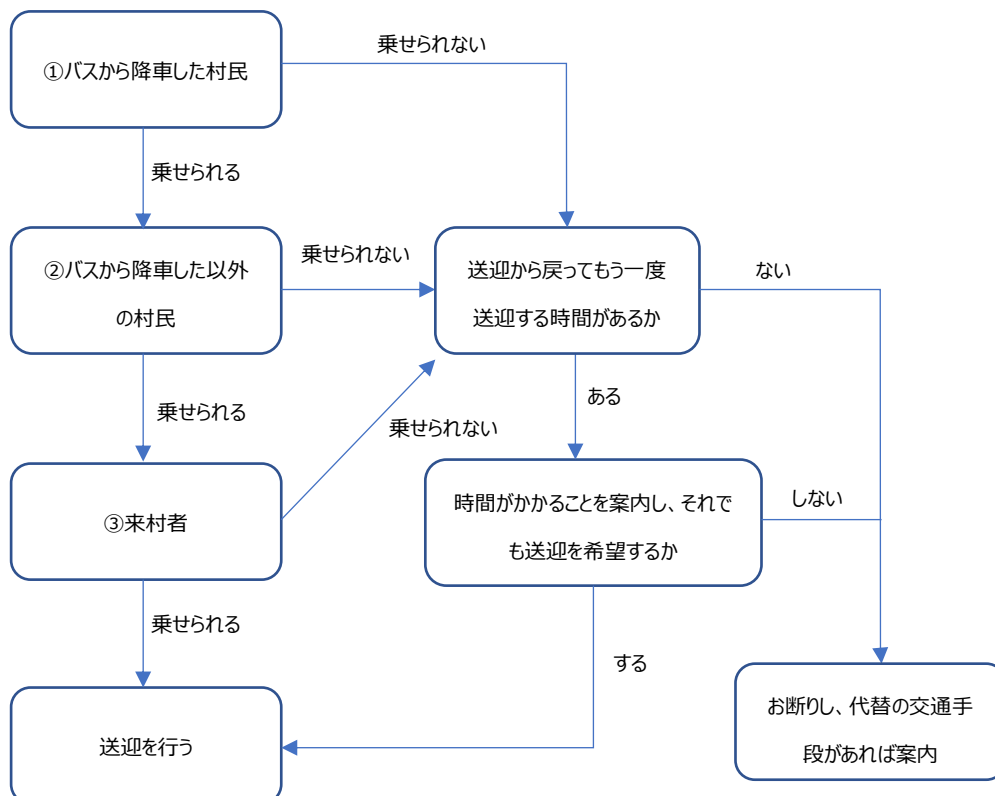 ①バスから降車した村民
乗せられない
乗せられる
②バスから降車した以外
の村民
乗せられない
送迎から戻ってもう一度
送迎する時間があるか
ない
乗せられる
ある
乗せられない
③来村者
時間がかかることを案内し、それで
も送迎を希望するか
しない
乗せられる
する
送迎を行う
お断りし、代替の交通手
段があれば案内